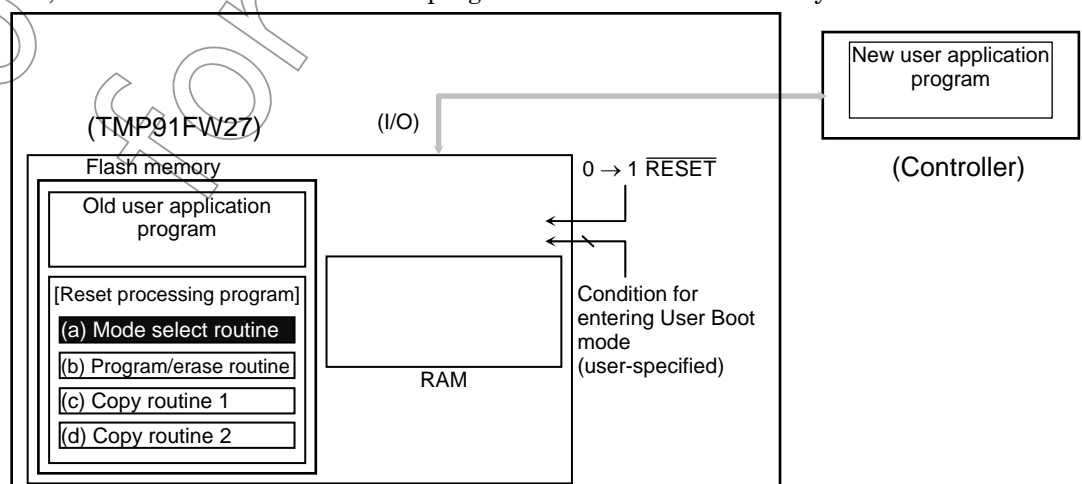 New user application
program
(I/O)
(TMP91FW27)
(Controller)
Flash memory
0 → 1 RESET
Old user application
program
[Reset processing program]
(a) Mode select routine
(b) Program/erase routine
(c) Copy routine 1
(d) Copy routine 2
RAM
Condition for
entering User Boot
mode
(user-specified)